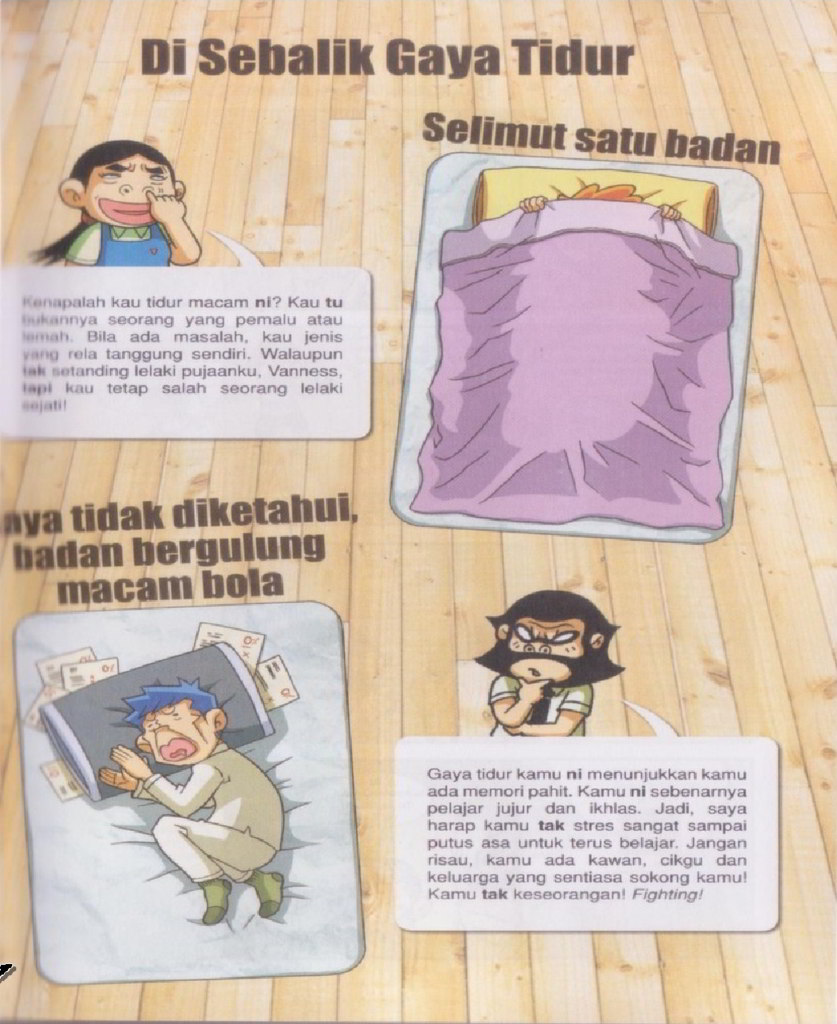 Di Sebalik Gaya Tidur
Selimut satu badan
Kenapalah kau tidur macam ni? Kau tu
bukannya seorang yang pemalu atau
lemah. Bila ada masalah, kau jenis
yang rela tanggung sendiri. Walaupun
tak setanding lelaki pujaanku, Vanness,
tapi kau tetap salah seorang lelaki
sejati!
nya tidak diketahui,
badan bergulung
macam bola
Gaya tidur kamu ni menunjukkan kamu
ada memori pahit. Kamu ni sebenarnya
pelajar jujur dan ikhlas. Jadi, saya
harap kamu tak stres sangat sampai
putus asa untuk terus belajar. Jangan
risau, kamu ada kawan, cikgu dan
keluarga yang sentiasa sokong kamu!
Kamu tak keseorangan! Fighting!